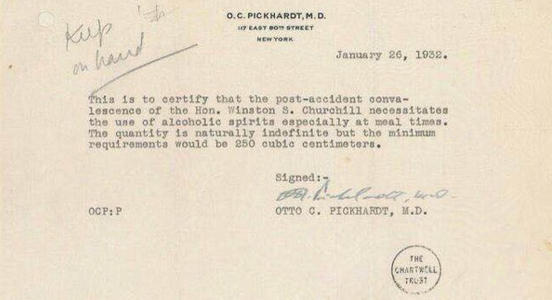 O. C. PICKHARDT, M. D.
117 EAST 80TH STREET
NEW YORK
Keep
on hand
January 26, 1932.
This is to certify that the post-accident conva-
lescence of the Hon. Winston S. Churchill necessitates
the use of alcoholic spirits especially at meal times.
The quantity is naturally indefinite but the minimum
requirements would be 250 cubic centimeters.
Signed:-
OCP:P
OTTO C. PICKHARDT, M.D.
THE
CHARTWELL
TRUST